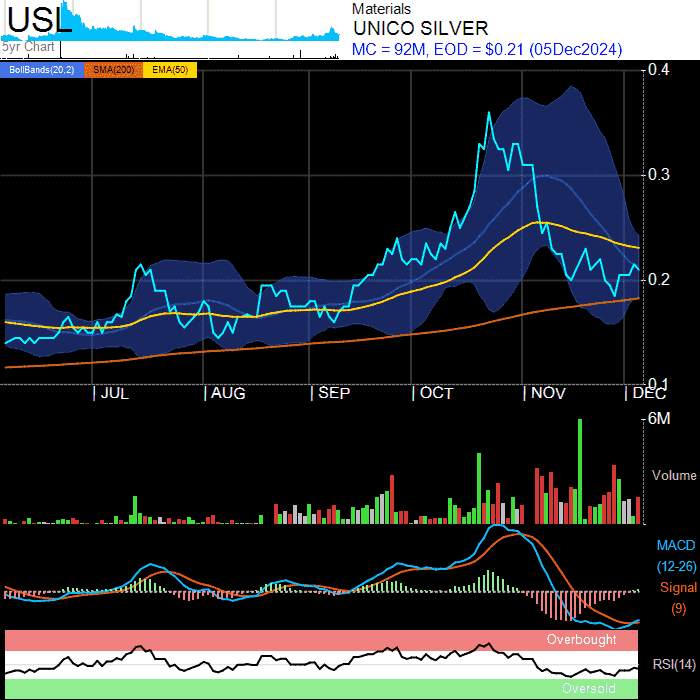 USL
5yr Chart
Materials
UNICO SILVER
MC = 92M, EOD = $0.21 (05Dec2024)
BollBands(20,2) SMA(200) EMA(50)
0.4
0.3
0.2
0.1
JUL AUG SEP OCT NOV DEC
6M
Volume
MACD
(12-26)
Signal
(9)
Overbought
RSI(14)
Oversold